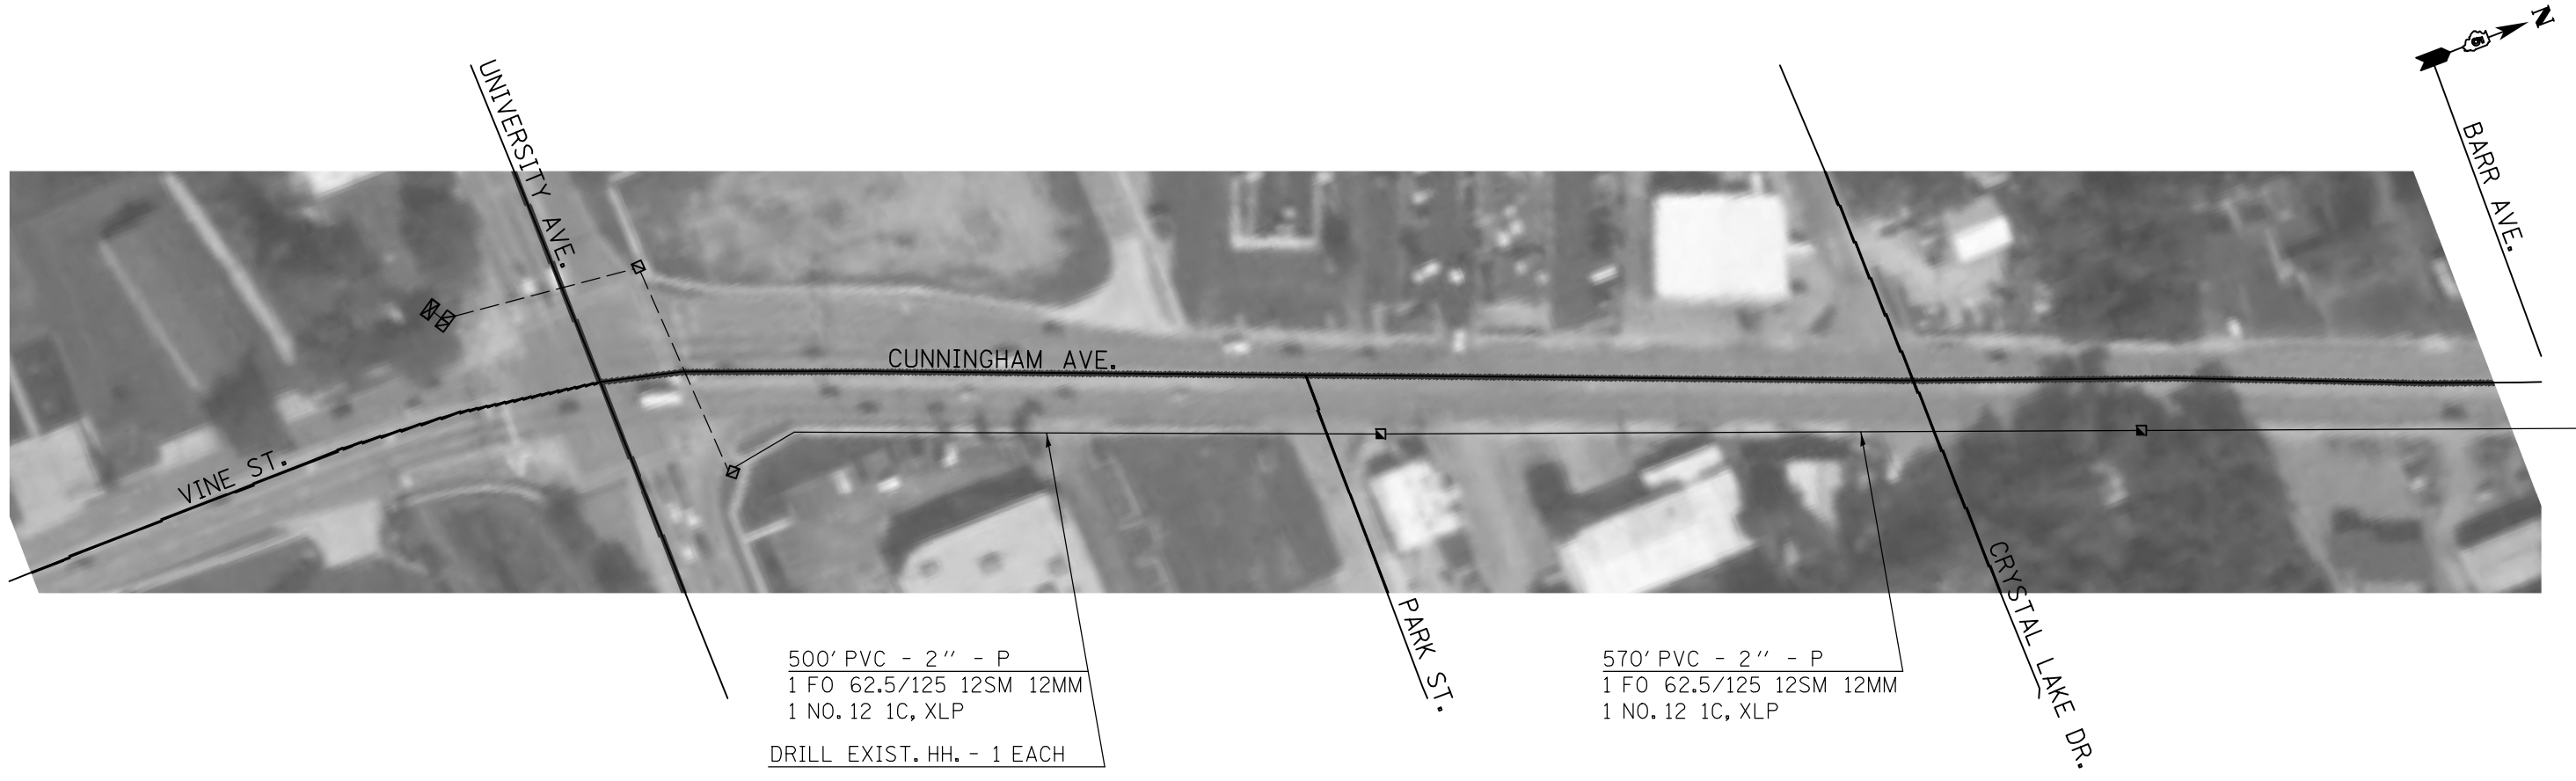 N
UNIVERSITY AVE.
BARR AVE.
CUNNINGHAM AVE.
VINE ST.
PARK ST.
CRYSTAL LAKE DR.
500' PVC - 2" - P
1 FO 62.5/125 12SM 12MM
1 NO. 12 1C, XLP
DRILL EXIST. HH. - 1 EACH
570' PVC - 2" - P
1 FO 62.5/125 12SM 12MM
1 NO. 12 1C, XLP